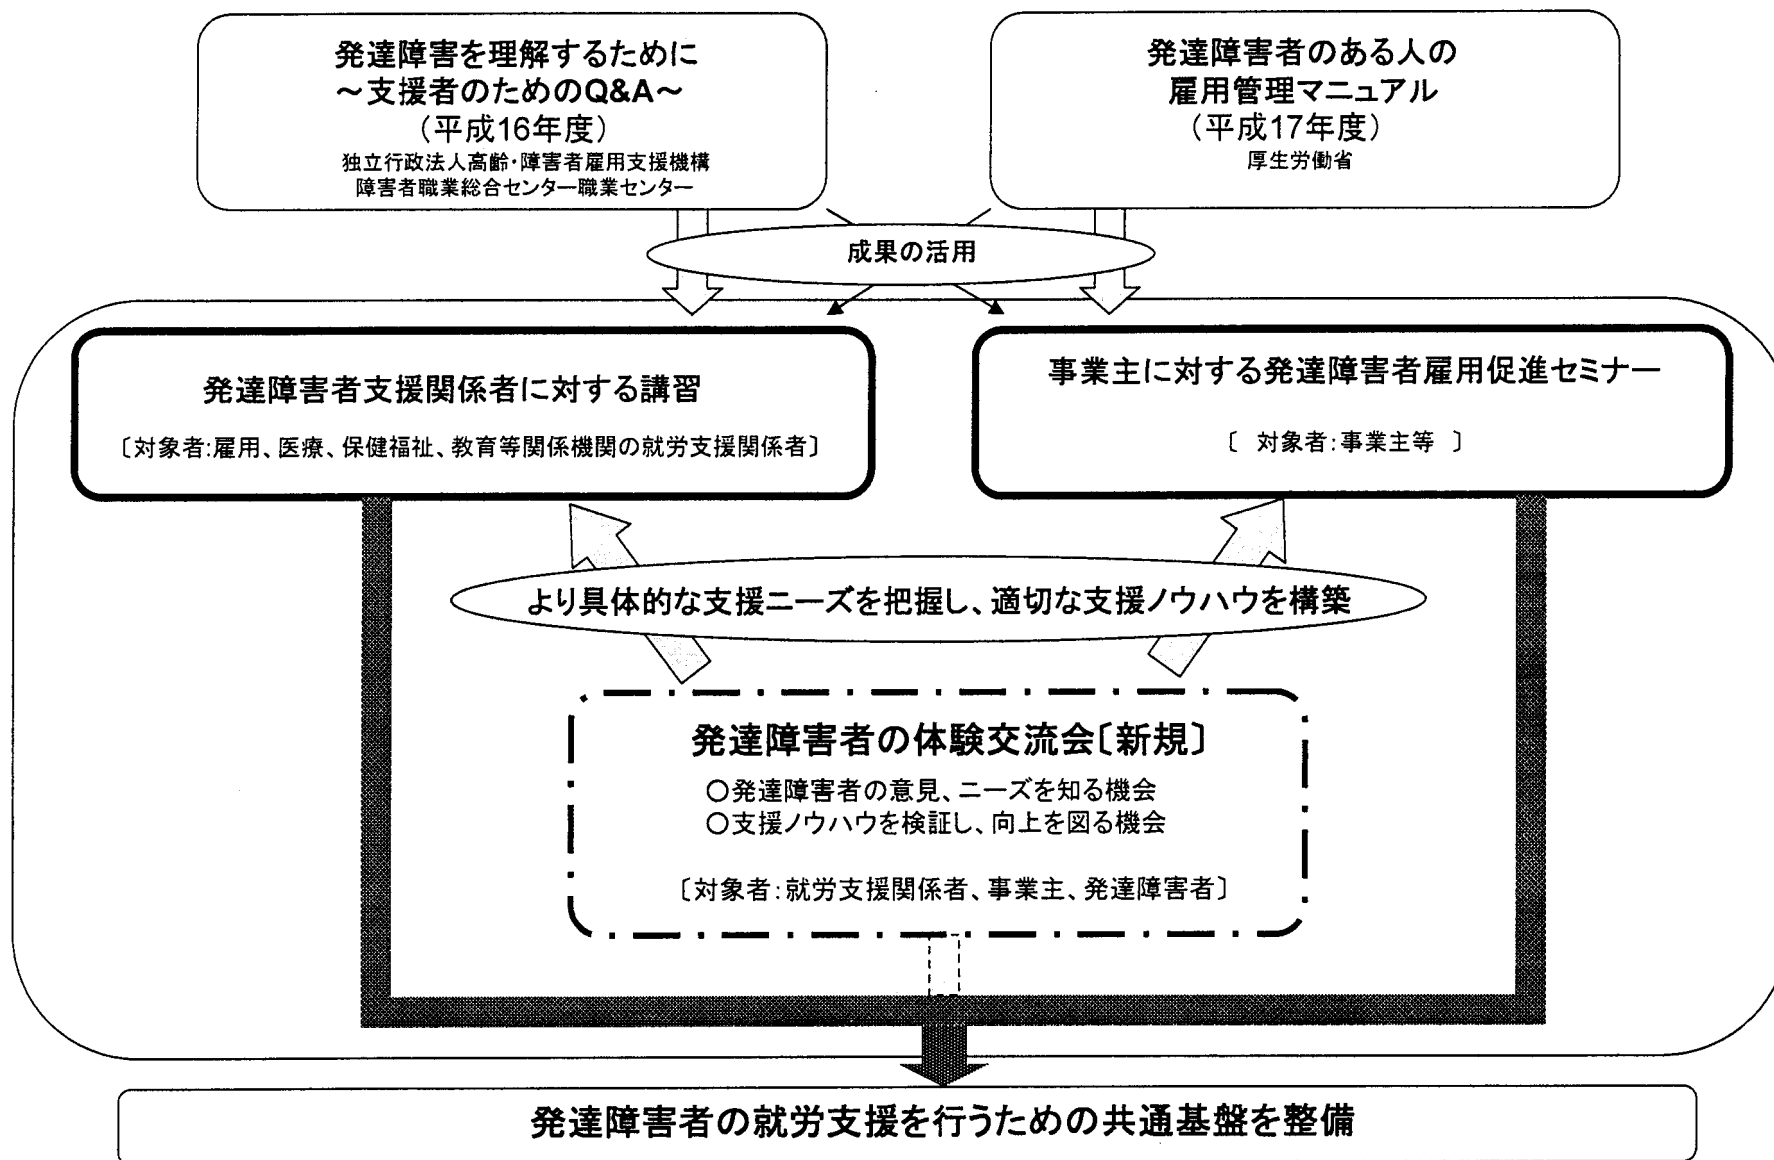 発達障害を理解するために
～支援者のためのQ&A～
（平成16年度）
独立行政法人高齢・障害者雇用支援機構
障害者職業総合センター職業センター
発達障害者のある人の
雇用管理マニュアル
（平成17年度）
厚生労働省
成果の活用
発達障害者支援関係者に対する講習
〔対象者:雇用、医療、保健福祉、教育等関係機関の就労支援関係者〕
事業主に対する発達障害者雇用促進セミナー
〔 対象者:事業主等 〕
より具体的な支援ニーズを把握し、適切な支援ノウハウを構築
発達障害者の体験交流会〔新規〕
○発達障害者の意見、ニーズを知る機会
○支援ノウハウを検証し、向上を図る機会
〔対象者:就労支援関係者、事業主、発達障害者〕
発達障害者の就労支援を行うための共通基盤を整備